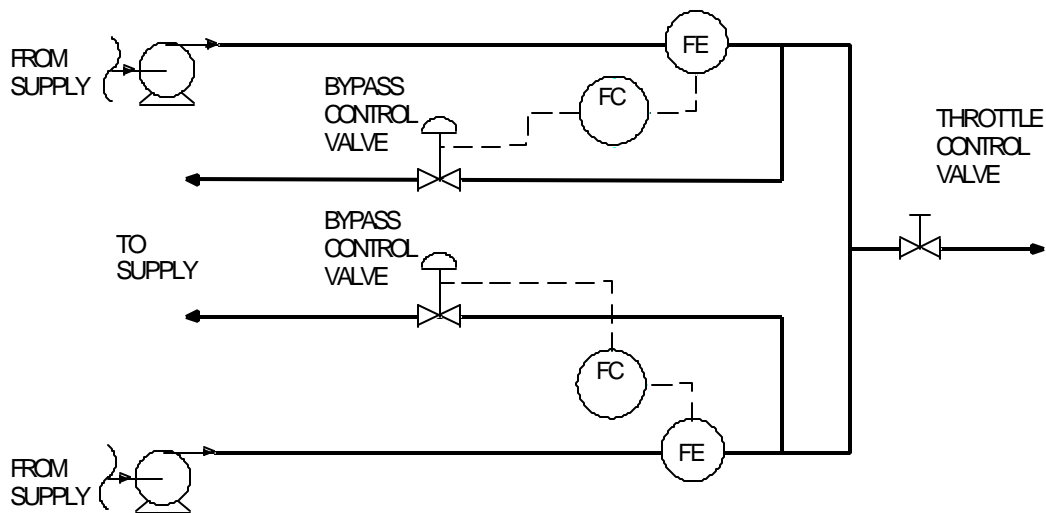 FROM
SUPPLY
FE
BYPASS
CONTROL
VALVE
FC
THROTTLE
CONTROL
VALVE
TO
SUPPLY
BYPASS
CONTROL
VALVE
FC
FROM
SUPPLY
FE